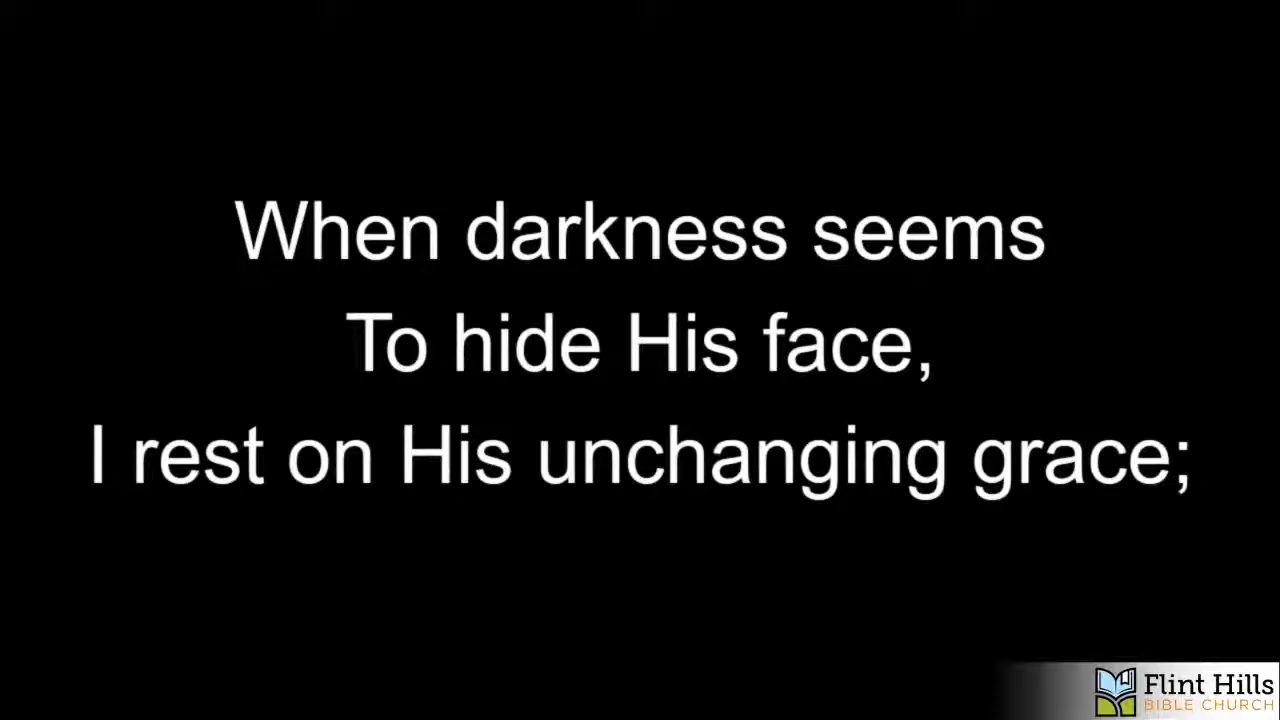 When darkness seems
To hide His face,
I rest on His unchanging grace;
Flint Hills
BIBLE CHURCH